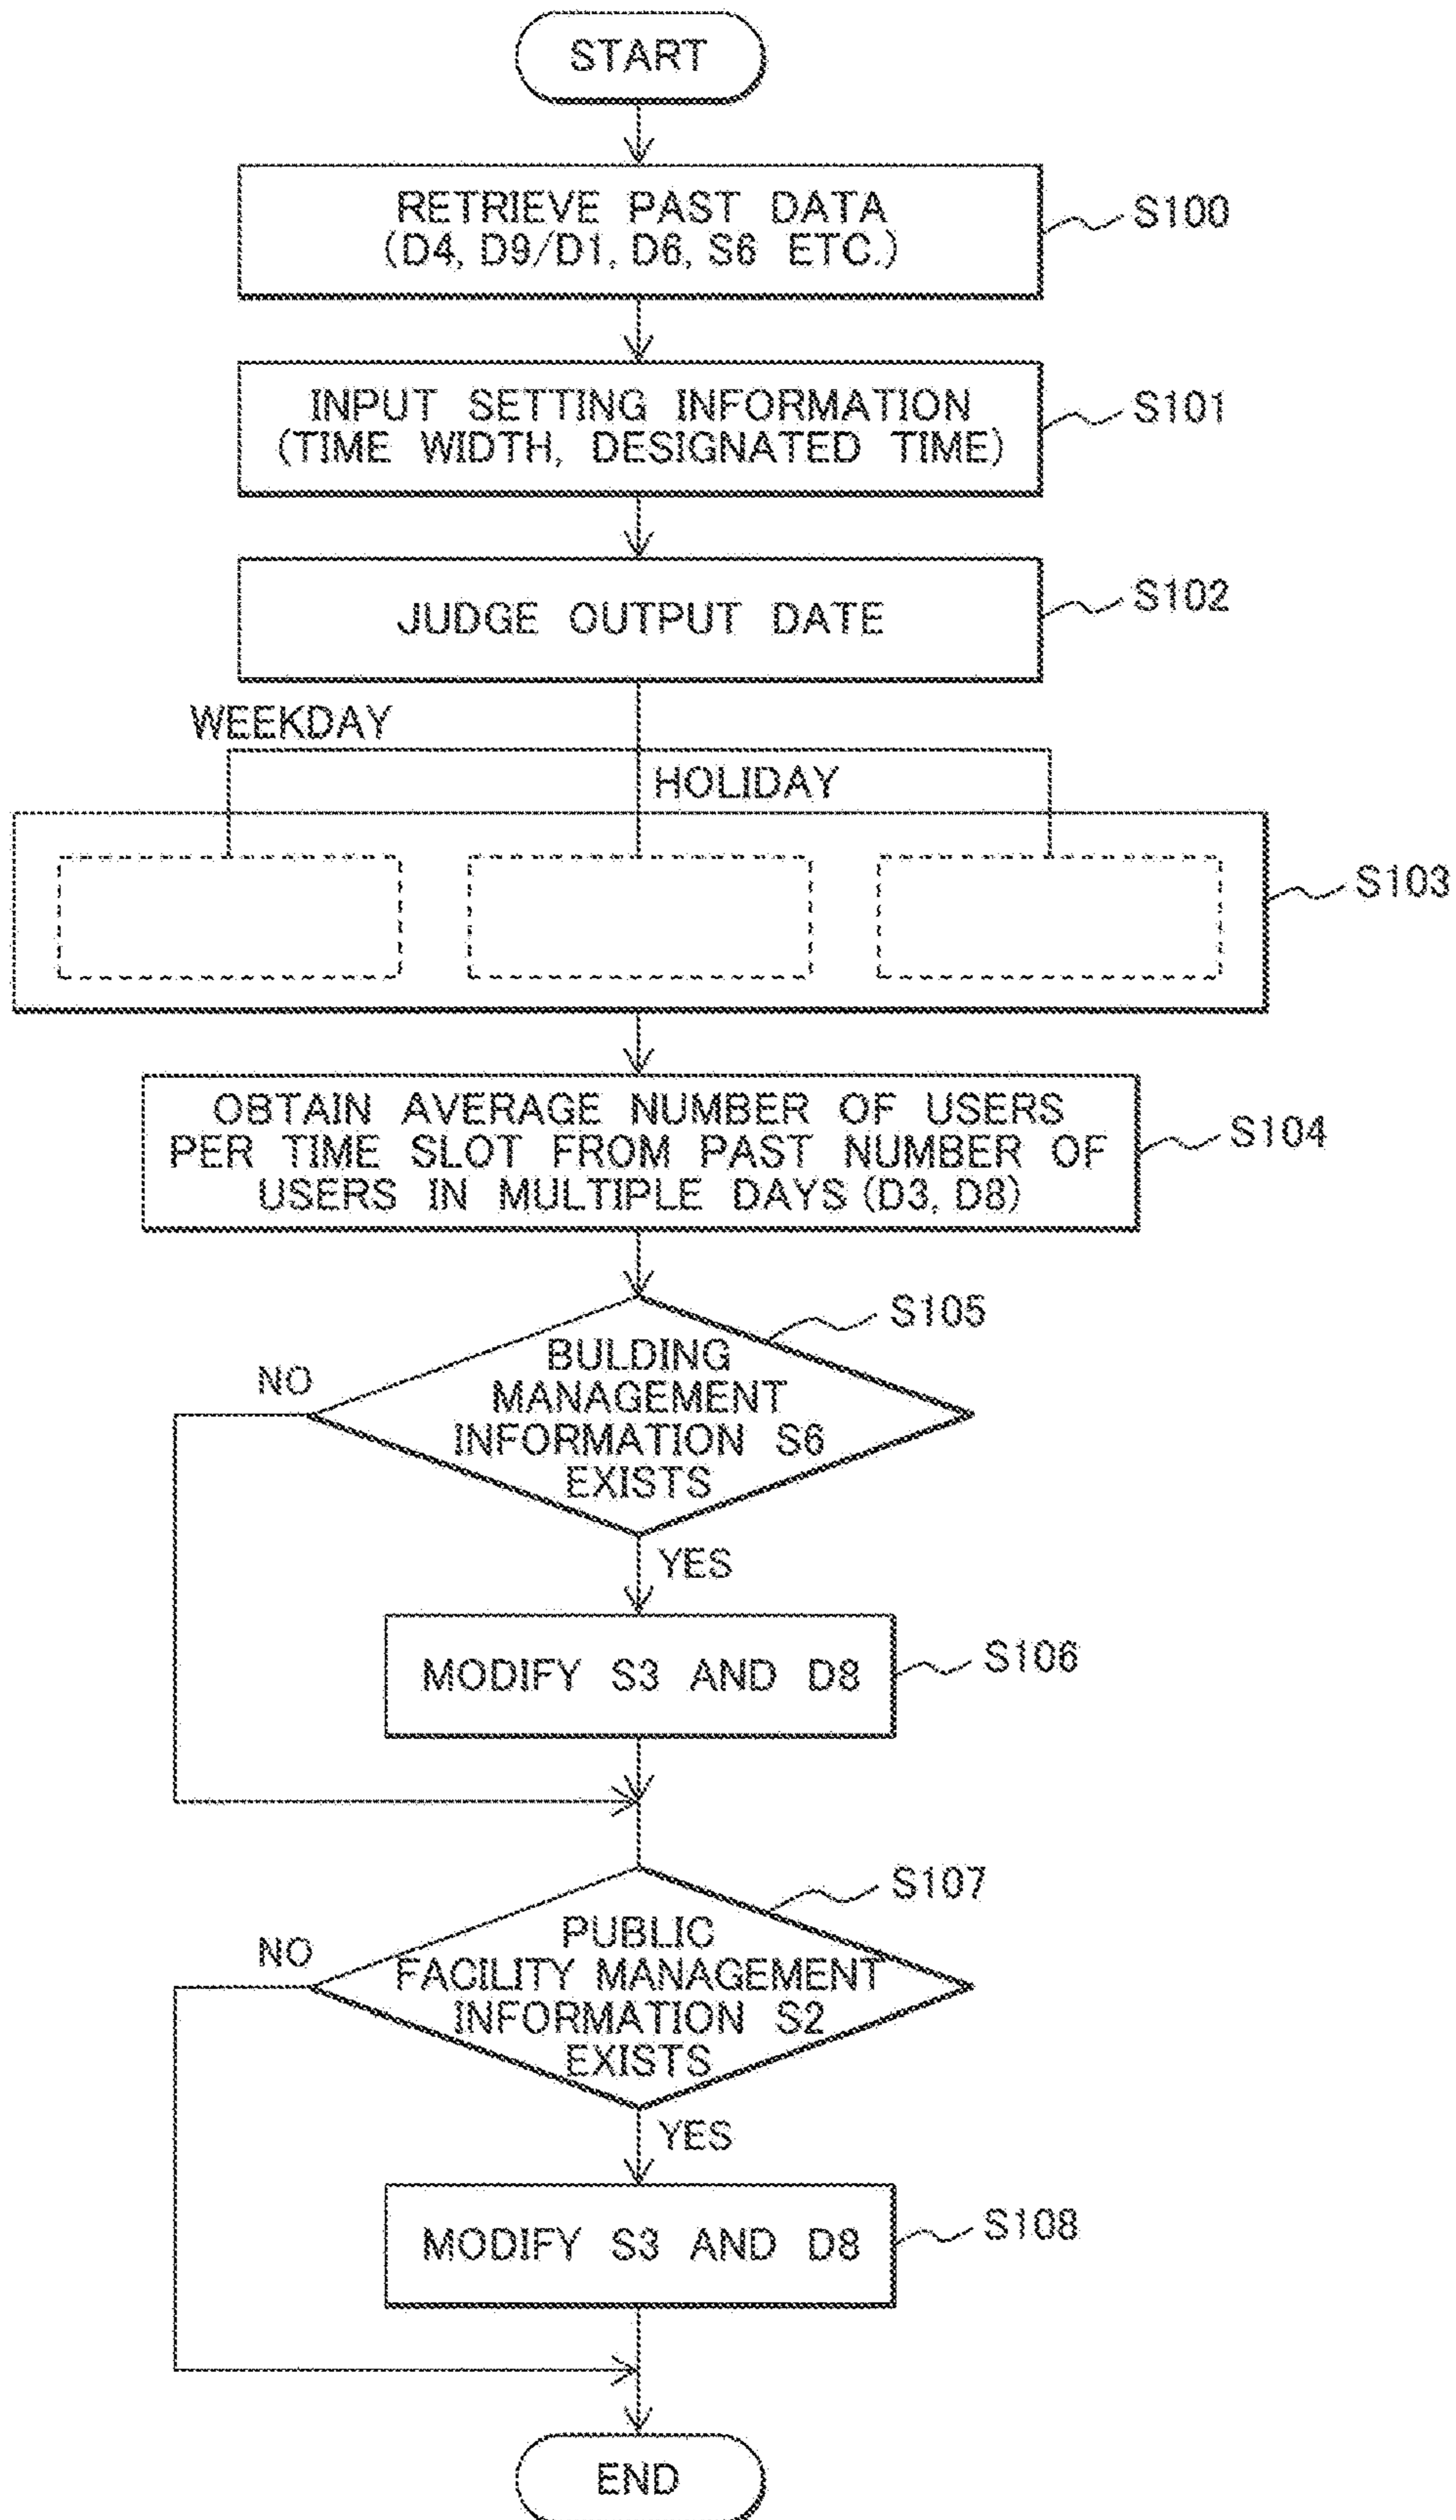 START
RETRIEVE PAST DATA
(D4, D9/D1, D6, S6 ETC.)
S100
INPUT SETTING INFORMATION
(TIME WIDTH, DESIGNATED TIME)
S101
JUDGE OUTPUT DATE
S102
WEEKDAY
HOLIDAY
S103
OBTAIN AVERAGE NUMBER OF USERS
PER TIME SLOT FROM PAST NUMBER OF
USERS IN MULTIPLE DAYS (D3, D8)
S104
S105
BULDING
MANAGEMENT
INFORMATION S6
EXISTS
NO
YES
MODIFY S3 AND D8
S106
S107
PUBLIC
FACILITY MANAGEMENT
INFORMATION S2
EXISTS
NO
YES
MODIFY S3 AND D8
S108
END